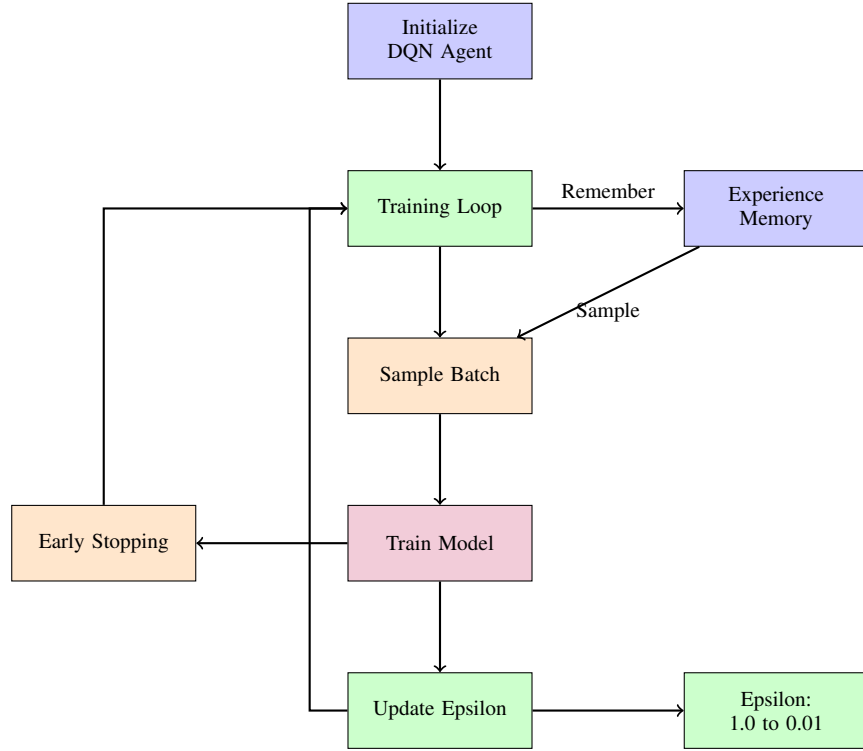 Initialize
DQN Agent
Training Loop
Remember
Experience
Memory
Sample
Sample Batch
Early Stopping
Train Model
Update Epsilon
Epsilon:
1.0 to 0.01